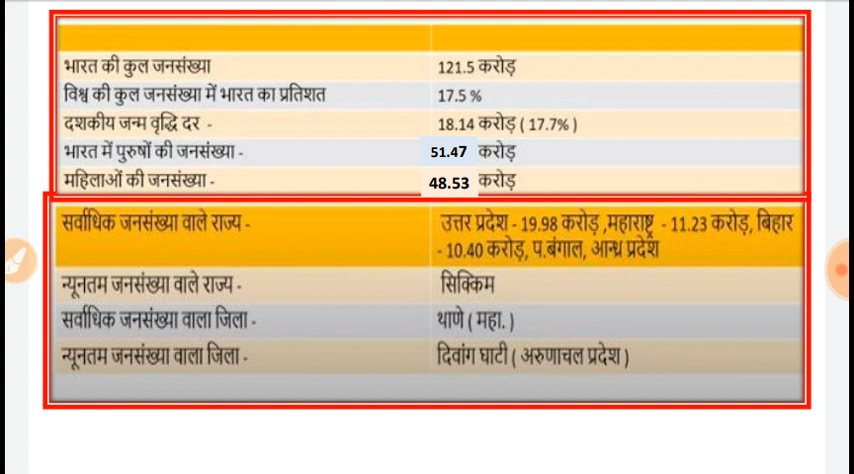 भारत की कुल जनसंख्या 121.5 करोड़
विश्व की कुल जनसंख्या में भारत का प्रतिशत 17.5 %
दशकीय जन्म वृद्धि दर - 18.14 करोड़ ( 17.7% )
भारत में पुरुषों की जनसंख्या - 51.47 करोड़
महिलाओं की जनसंख्या - 48.53 करोड़
सर्वाधिक जनसंख्या वाले राज्य - उत्तर प्रदेश - 19.98 करोड़ ,महाराष्ट्र - 11.23 करोड़, बिहार
- 10.40 करोड़, प.बंगाल, आन्ध्र प्रदेश
न्यूनतम जनसंख्या वाले राज्य - सिक्किम
सर्वाधिक जनसंख्या वाला जिला - थाणे ( महा. )
न्यूनतम जनसंख्या वाला जिला - दिवांग घाटी ( अरुणाचल प्रदेश )